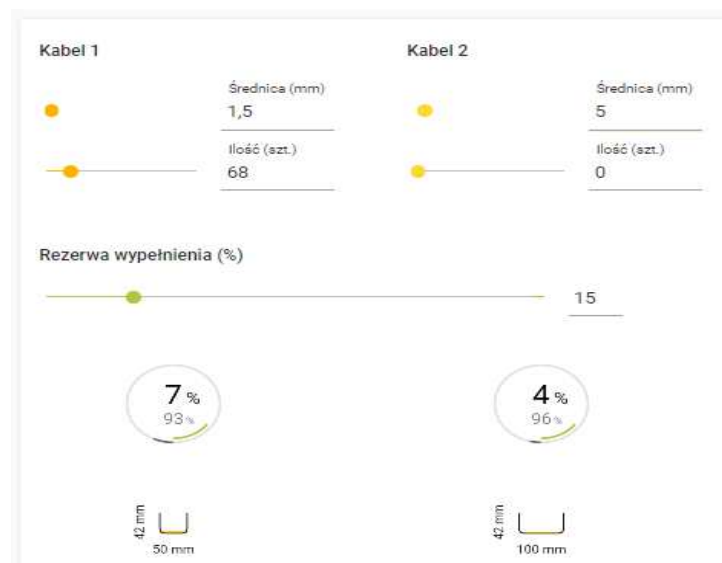 Kabel 1
Kabel 2
Średnica (mm)
1,5
Średnica (mm)
5
Ilość (szt.)
68
Ilość (szt.)
0
Rezerwa wypełnienia (%)
15
7 %
93%
4 %
96%
42 mm
50 mm
42 mm
100 mm